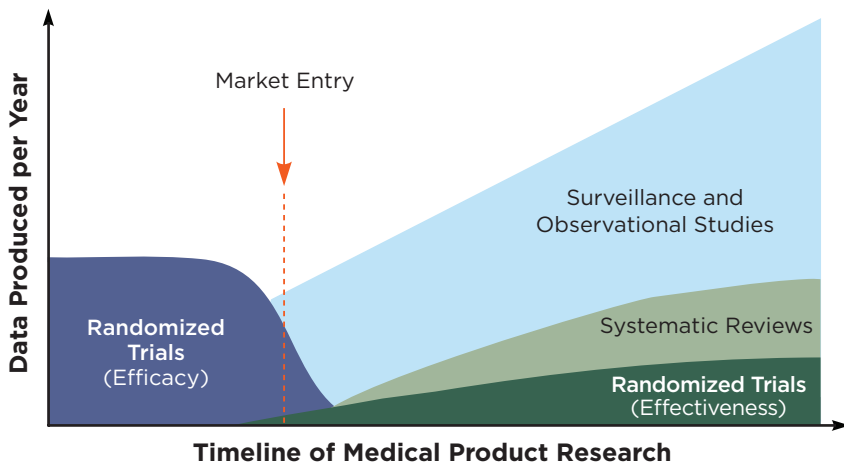 Data Produced per Year
Market Entry
Surveillance and
Observational Studies
Randomized
Trials
(Efficacy)
Systematic Reviews
Randomized Trials
(Effectiveness)
Timeline of Medical Product Research